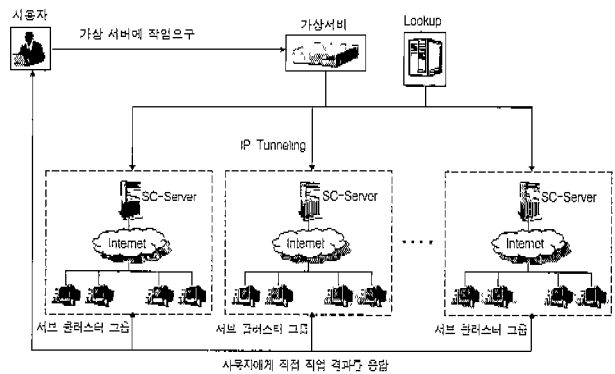 사용자
가상 서버에 작업요구
가상서버
Lookup
IP Tunneling
SC-Server
SC-Server
SC-Server
Internet
Internet
....
Internet
서브 클러스터 그룹
서브 클러스터 그룹
서브 클러스터 그룹
사용자에게 직접 작업 결과를 응답